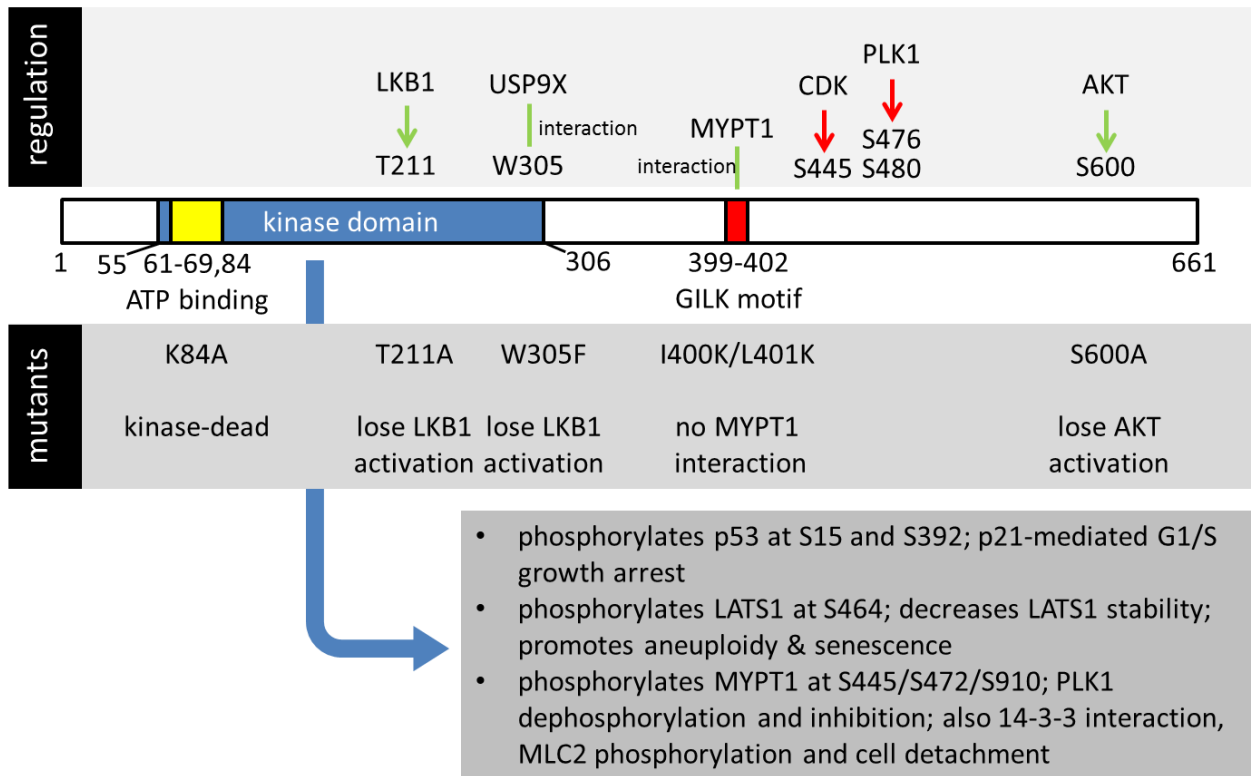 regulation
PLK1
LKB1 USP9X CDK AKT
interaction MYPT1 S476
T211 W305 interaction S445 S480 S600
kinase domain
1 55 61-69,84 306 399-402 661
ATP binding GILK motif
mutants
K84A T211A W305F I400K/L401K S600A
kinase-dead lose LKB1 lose LKB1 no MYPT1 lose AKT
activation activation interaction activation
• phosphorylates p53 at S15 and S392; p21-mediated G1/S
growth arrest
• phosphorylates LATS1 at S464; decreases LATS1 stability;
promotes aneuploidy & senescence
• phosphorylates MYPT1 at S445/S472/S910; PLK1
dephosphorylation and inhibition; also 14-3-3 interaction,
MLC2 phosphorylation and cell detachment